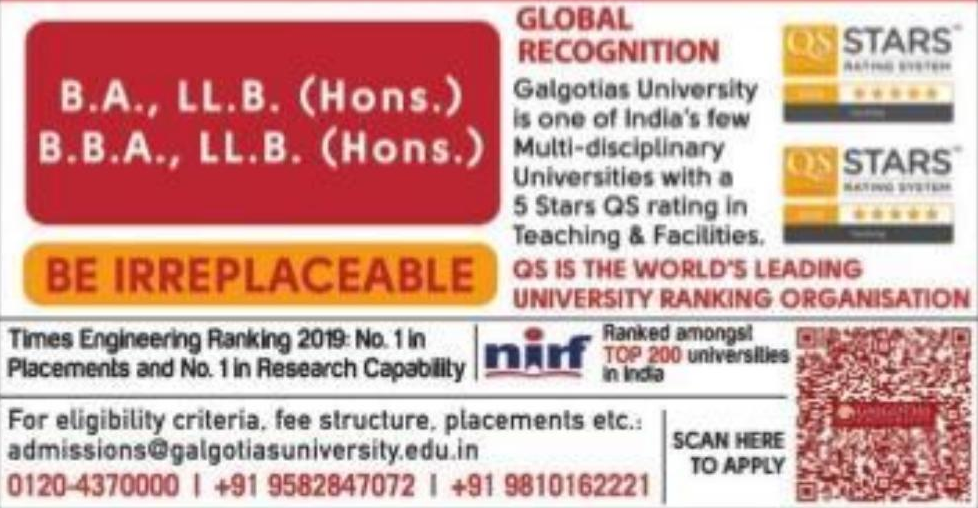 B.A., LL.B. (Hons.)
B.B.A., LL.B. (Hons.)
BE IRREPLACEABLE
GLOBAL
RECOGNITION
Galgotias University
is one of India's few
Multi-disciplinary
Universities with a
5 Stars QS rating in
Teaching & Facilities.
QS IS THE WORLD'S LEADING
UNIVERSITY RANKING ORGANISATION
QS STARS™
RATING SYSTEM
QS STARS™
RATING SYSTEM
Times Engineering Ranking 2019: No. 1 in
Placements and No. 1 in Research Capability
nirf
Ranked amongst
TOP 200 universities
in India
For eligibility criteria, fee structure, placements etc.:
admissions@galgotiasuniversity.edu.in
0120-4370000 | +91 9582847072 | +91 9810162221
SCAN HERE
TO APPLY